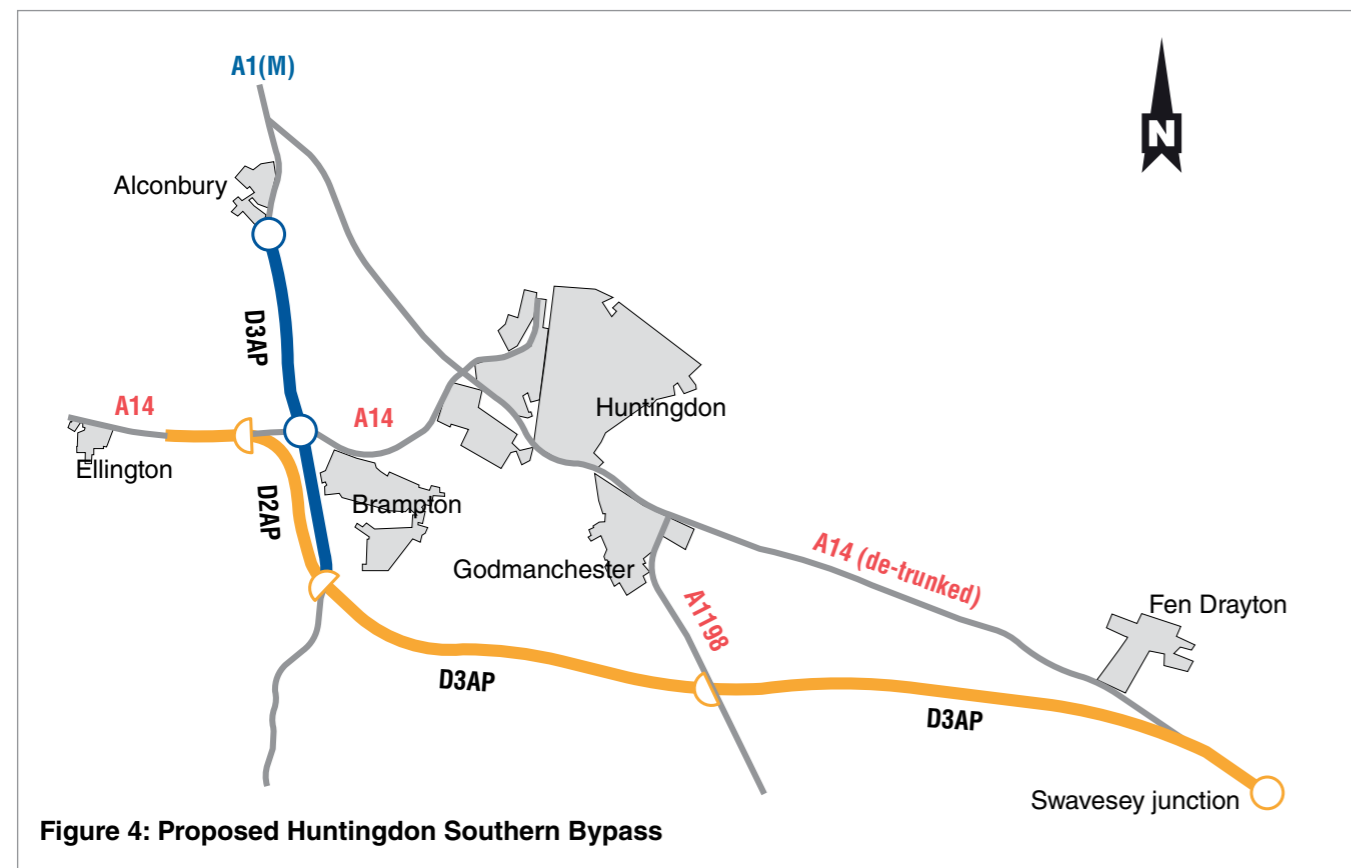 A1(M)
N
Alconbury
D3AP
Huntingdon
A14
A14
Ellington
Brampton
D2AP
Godmanchester
A14 (de-trunked)
Fen Drayton
A1198
D3AP
D3AP
Swavesey junction
Figure 4: Proposed Huntingdon Southern Bypass